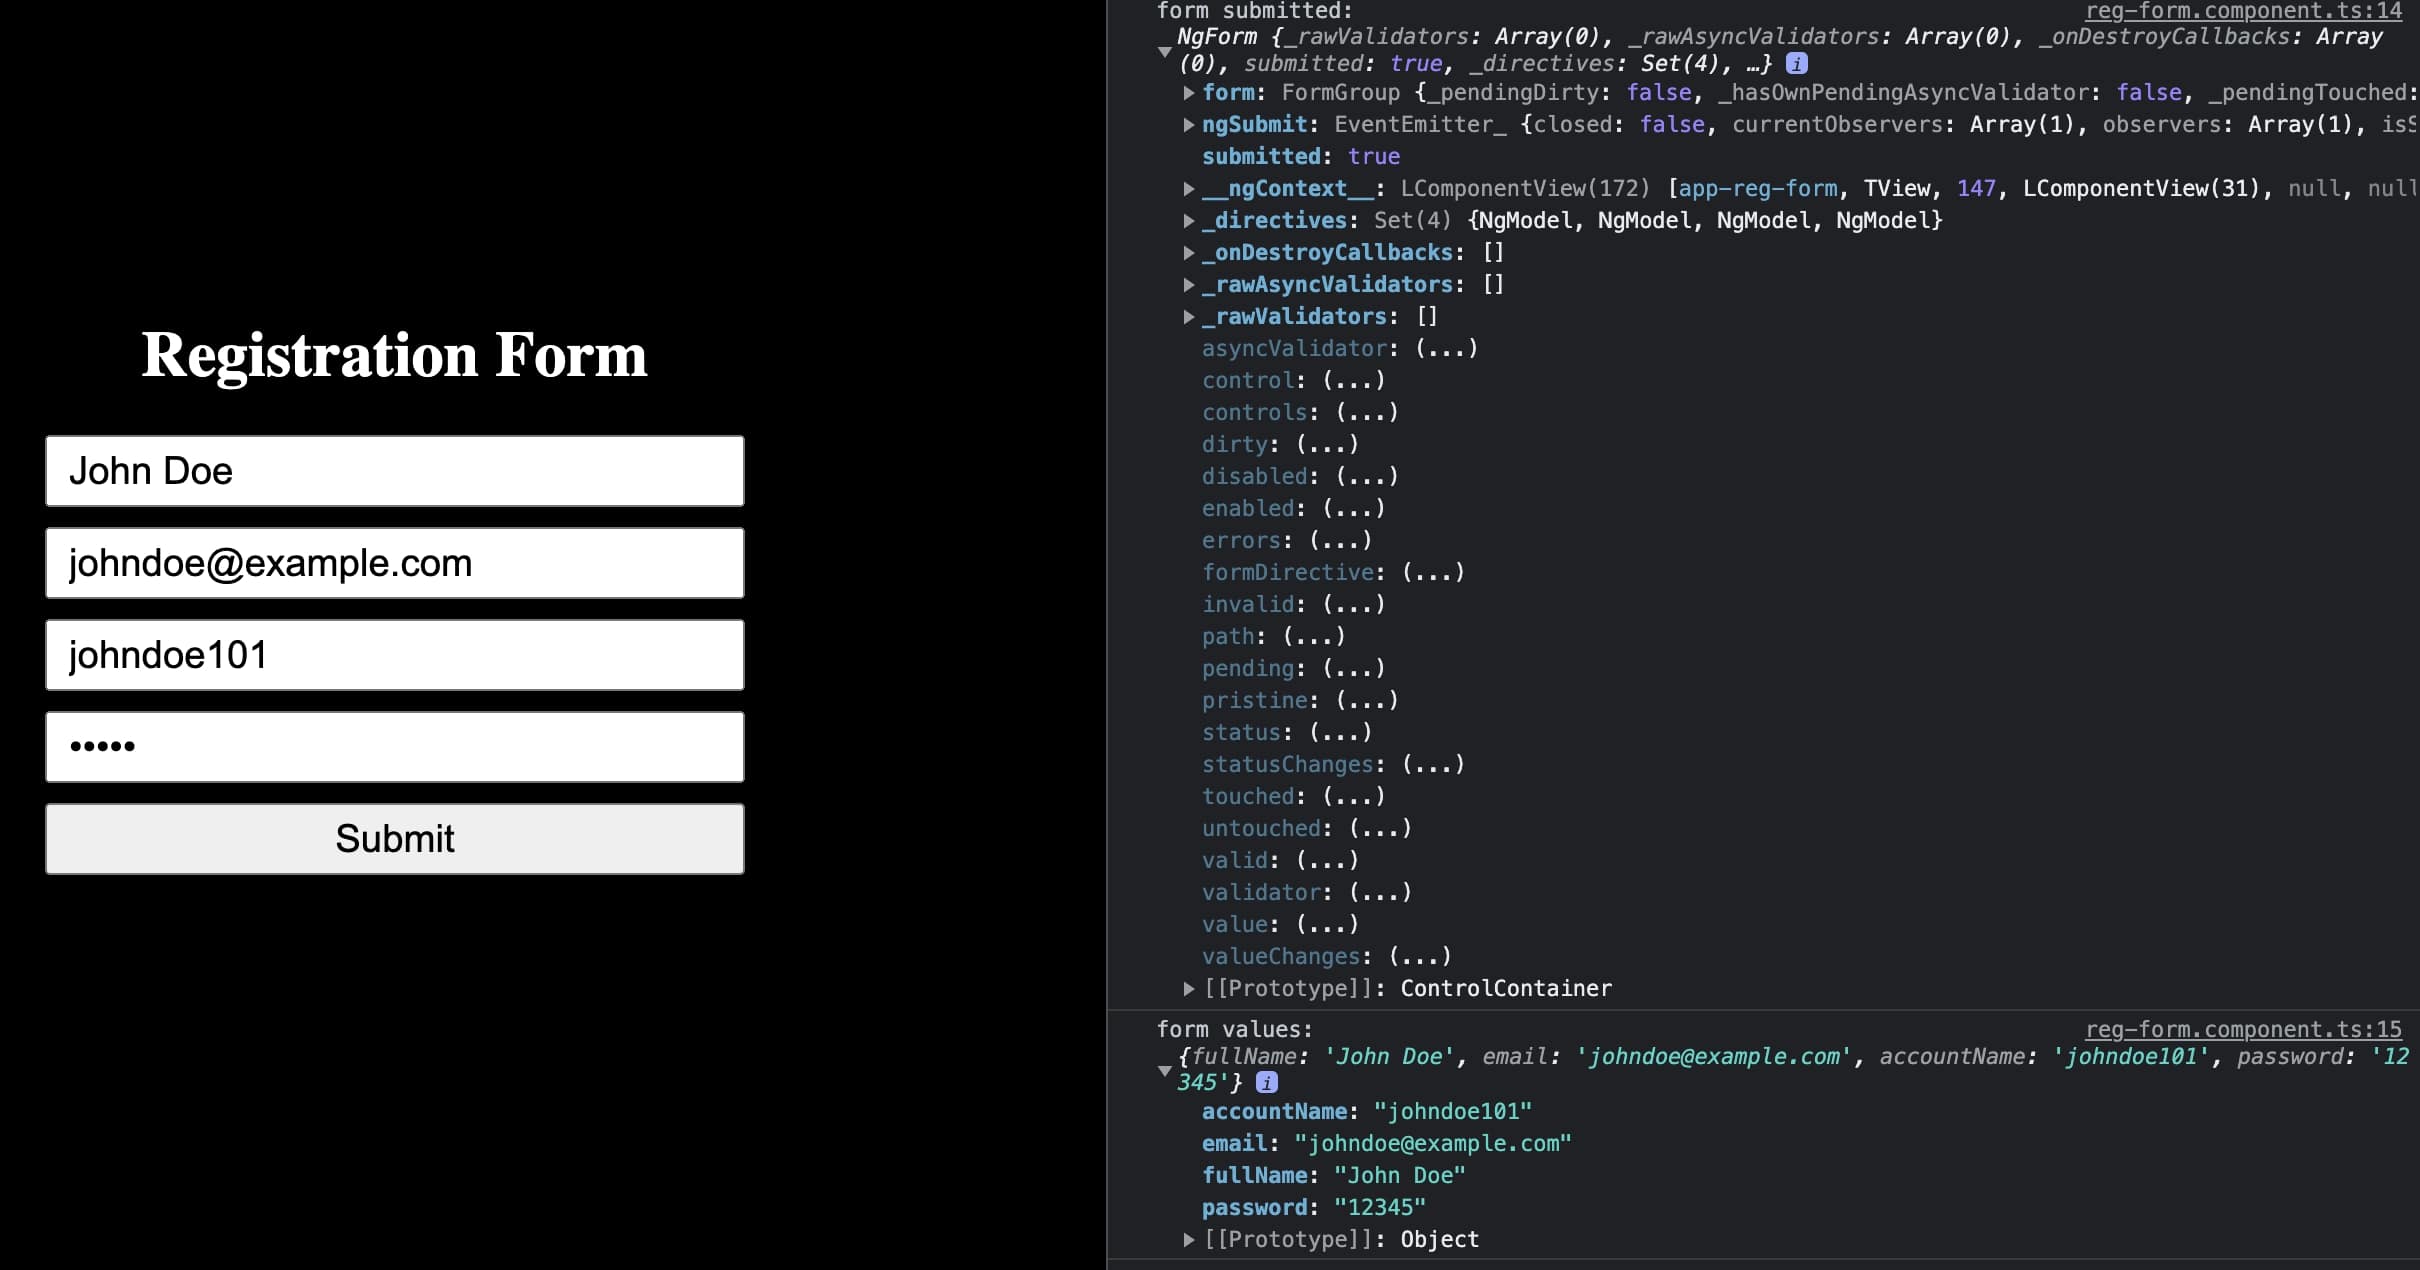 Registration Form
John Doe
johndoe@example.com
johndoe101
•••••
Submit
form submitted: reg-form.component.ts:14
NgForm {_rawValidators: Array(0), _rawAsyncValidators: Array(0), _onDestroyCallbacks: Array
(0), submitted: true, _directives: Set(4), …} i
form: FormGroup {_pendingDirty: false, _hasOwnPendingAsyncValidator: false, _pendingTouched:
ngSubmit: EventEmitter_ {closed: false, currentObservers: Array(1), observers: Array(1), isS
submitted: true
__ngContext__: LComponentView(172) [app-reg-form, TView, 147, LComponentView(31), null, null
_directives: Set(4) {NgModel, NgModel, NgModel, NgModel}
_onDestroyCallbacks: []
_rawAsyncValidators: []
_rawValidators: []
asyncValidator: (...)
control: (...)
controls: (...)
dirty: (...)
disabled: (...)
enabled: (...)
errors: (...)
formDirective: (...)
invalid: (...)
path: (...)
pending: (...)
pristine: (...)
status: (...)
statusChanges: (...)
touched: (...)
untouched: (...)
valid: (...)
validator: (...)
value: (...)
valueChanges: (...)
[[Prototype]]: ControlContainer
form values: reg-form.component.ts:15
{fullName: 'John Doe', email: 'johndoe@example.com', accountName: 'johndoe101', password: '12
345'} i
accountName: "johndoe101"
email: "johndoe@example.com"
fullName: "John Doe"
password: "12345"
[[Prototype]]: Object